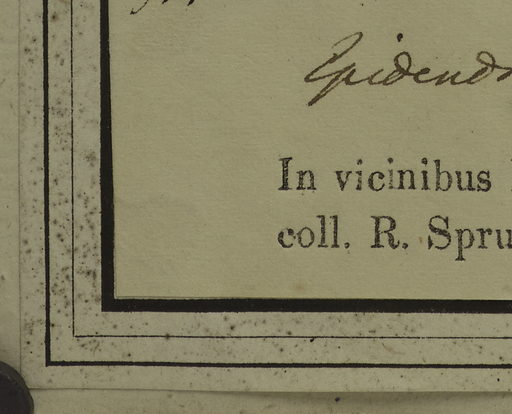 Epidend
In vicinibus
coll. R. Spru